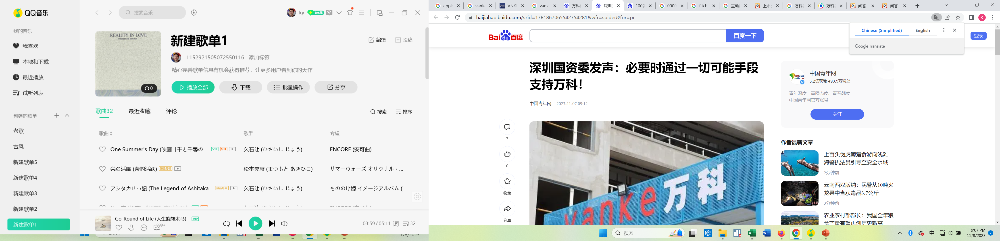 QQ音乐
搜索音乐
ky
Lv6年
我的音乐
我喜欢
本地和下载
最近播放
试听列表
创建的歌单
老歌
古风
新建歌单5
新建歌单4
新建歌单3
新建歌单2
新建歌单1
REALITY IN LOVE
0
新建歌单1
编辑
投稿
1152921505072550116 添加标签
精心完善歌单信息有机会获得推荐，让更多用户看到你的大作
播放全部
下载
批量操作
分享
歌曲32
最近收藏
评论
搜索
排序
歌曲
歌手
专辑
One Summer's Day (映画「千と千尋の... VIP SQ
久石让 (ひさいし じょう)
ENCORE (安可曲)
栄の活躍 (荣的活跃) 臻品母带
松本晃彦 (まつもと あきひこ)
サマーウォーズ オリジナル・...
アシタカせっ記 (The Legend of Ashitaka... 臻品母带
久石让 (ひさいし じょう)
もののけ姫 イメージアルバム (...
Go-Round of Life (人生旋转木马) · VIP
999+
03:59 / 05:11 词 32
11/8/2023
apple
vank
VNK
vank
万科
深圳
100
0000
fitch
互动
上市
万科
万科
问答
问答
baijiahao.baidu.com/s?id=1781867065542754281&wfr=spider&for=pc
K
Chinese (Simplified)
English
Google Translate
Bai du 百度
百度一下
登录
深圳国资委发声：必要时通过一切可能手段
支持万科！
中国青年网 2023-11-07 09:12
7
0
收藏
分享
vanke万科
中国青年网
3.2亿获赞 493.5万粉丝
青年温度、青网态度、青春靓度
中国青年网官方账号
关注
作者最新文章
上百头伪虎鲸猎食游向浅滩
海警执法员引导至安全水域
2分钟前
云南西双版纳：民警从10吨火
龙果中查获毒品3.7公斤
3分钟前
农业农村部部长：我国全年粮
食产量有望再创历史新高
搜索
中
9:07 PM
11/8/2023
7